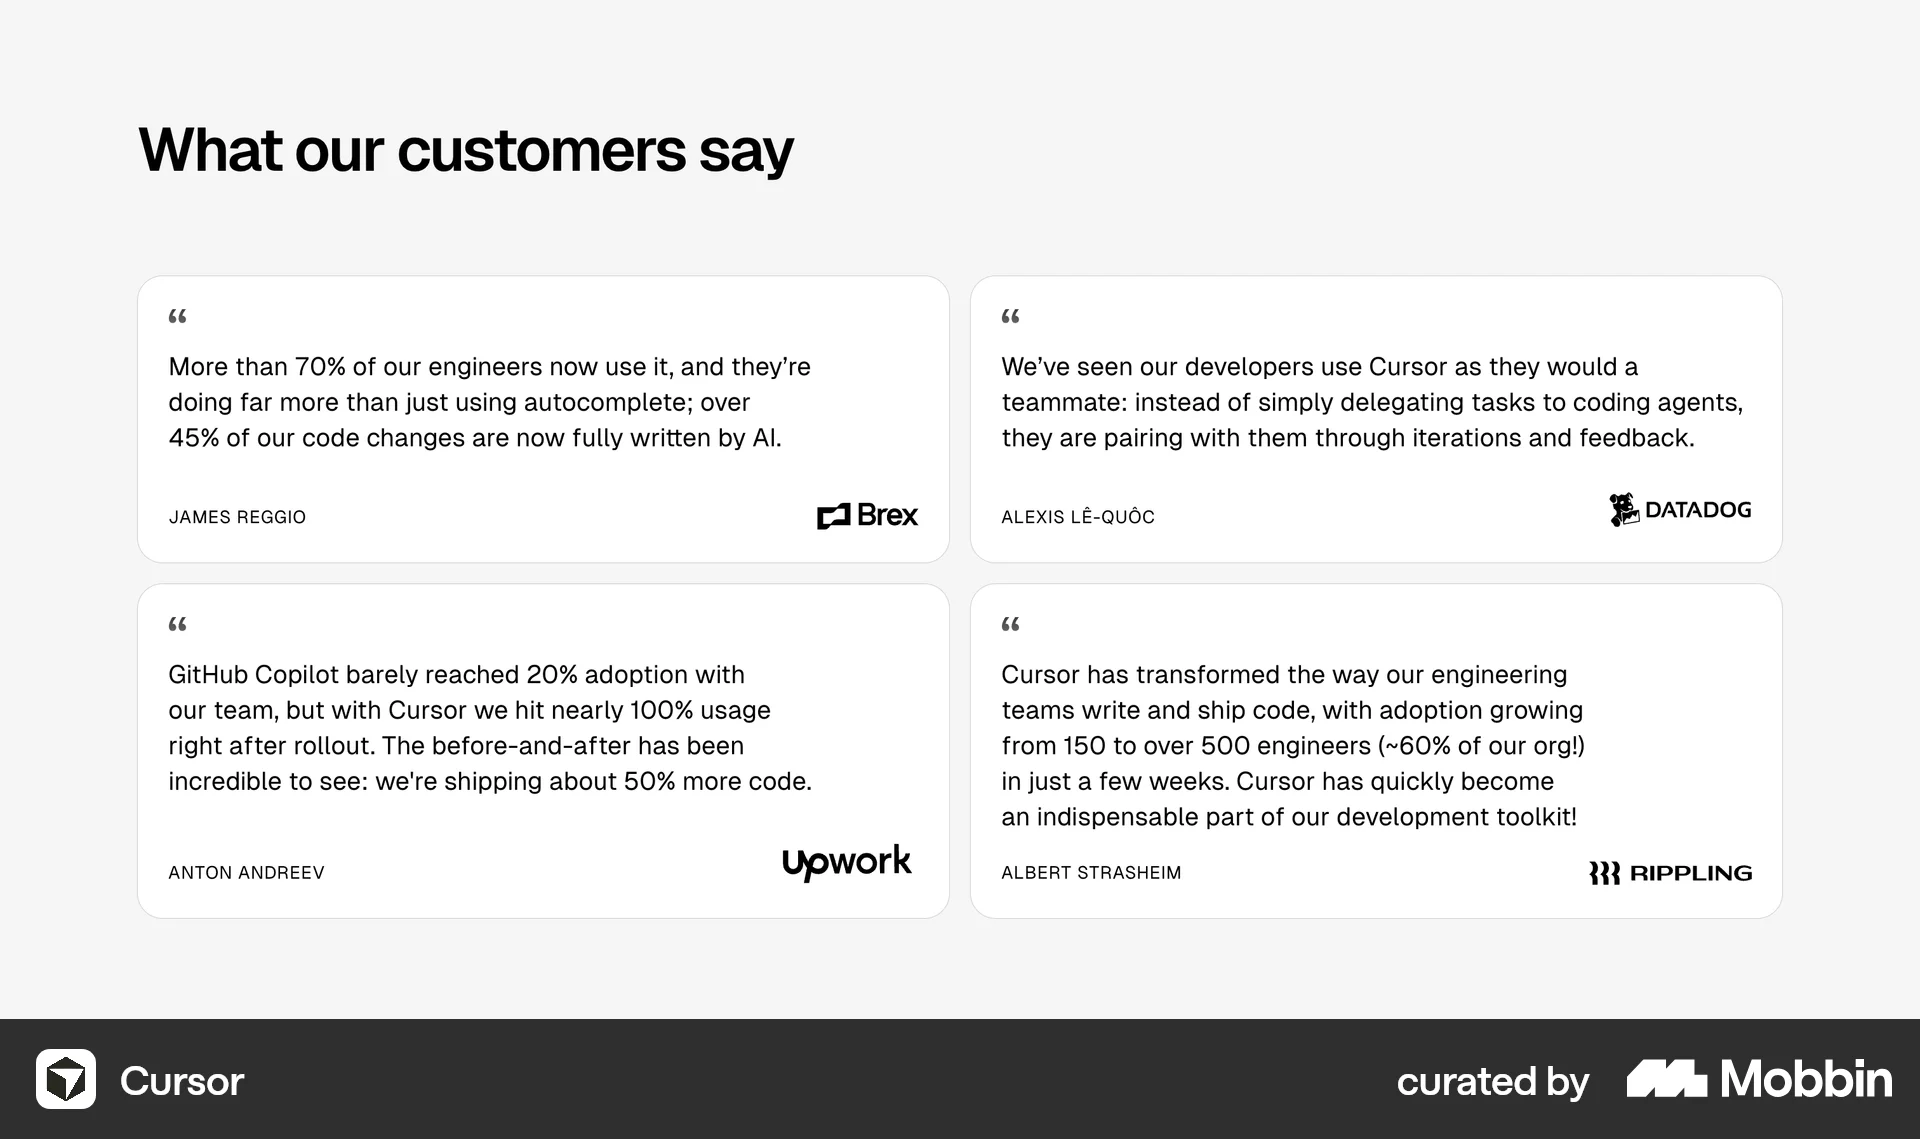 What our customers say
“
More than 70% of our engineers now use it, and they’re
doing far more than just using autocomplete; over
45% of our code changes are now fully written by AI.
JAMES REGGIO
Brex
“
We’ve seen our developers use Cursor as they would a
teammate: instead of simply delegating tasks to coding agents,
they are pairing with them through iterations and feedback.
ALEXIS LÊ-QUÔC
DATADOG
“
GitHub Copilot barely reached 20% adoption with
our team, but with Cursor we hit nearly 100% usage
right after rollout. The before-and-after has been
incredible to see: we're shipping about 50% more code.
ANTON ANDREEV
upwork
“
Cursor has transformed the way our engineering
teams write and ship code, with adoption growing
from 150 to over 500 engineers (~60% of our org!)
in just a few weeks. Cursor has quickly become
an indispensable part of our development toolkit!
ALBERT STRASHEIM
RIPPLING
Cursor
curated by Mobbin